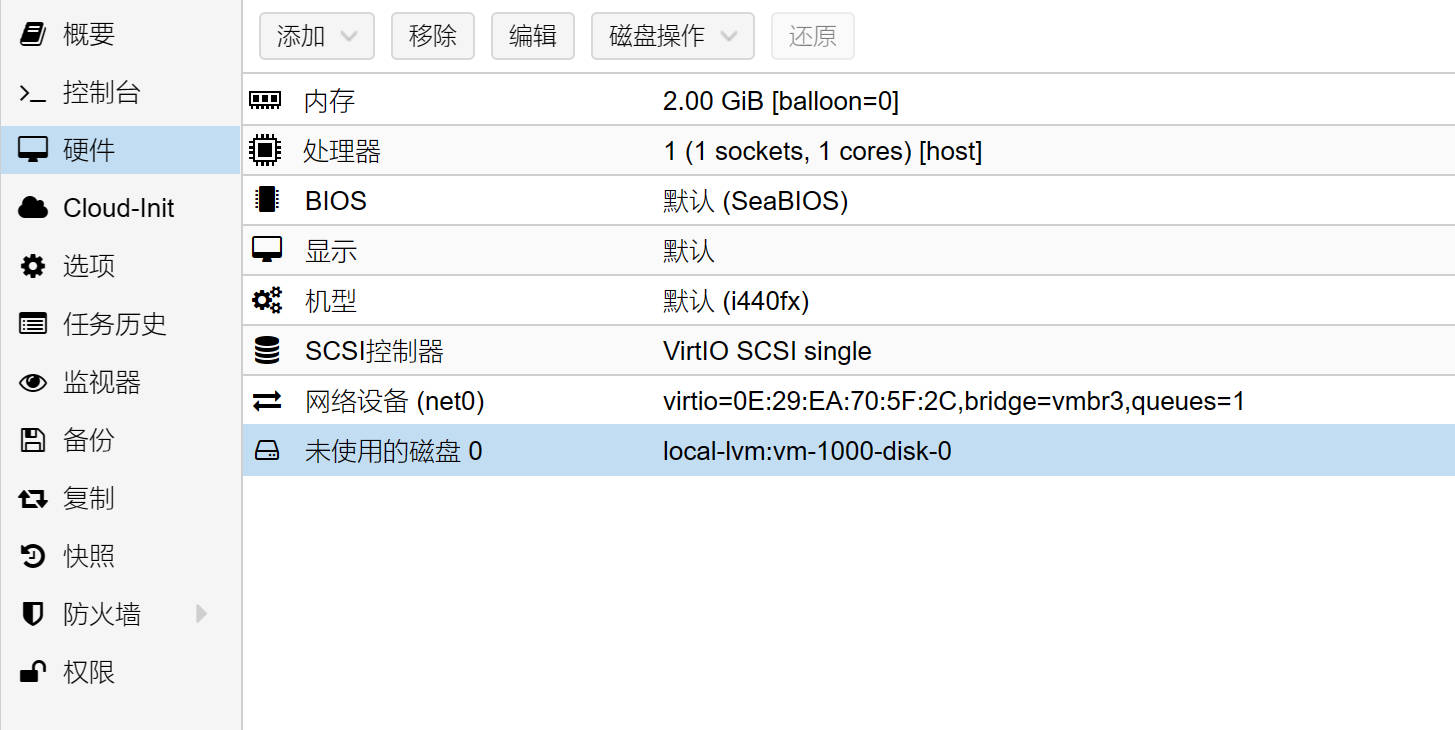 概要
控制台
硬件
Cloud-Init
选项
任务历史
监视器
备份
复制
快照
防火墙
权限
添加 移除 编辑 磁盘操作 还原
内存 2.00 GiB [balloon=0]
处理器 1 (1 sockets, 1 cores) [host]
BIOS 默认 (SeaBIOS)
显示 默认
机型 默认 (i440fx)
SCSI控制器 VirtIO SCSI single
网络设备 (net0) virtio=0E:29:EA:70:5F:2C,bridge=vmbr3,queues=1
未使用的磁盘 0 local-lvm:vm-1000-disk-0